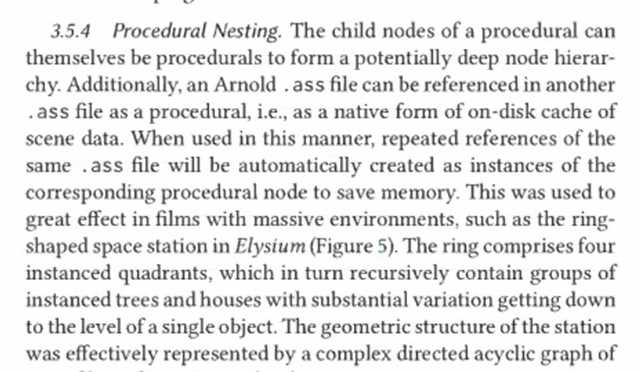 3.5.4 Procedural Nesting. The child nodes of a procedural can
themselves be procedurals to form a potentially deep node hierar-
chy. Additionally, an Arnold .ass file can be referenced in another
.ass file as a procedural, i.e., as a native form of on-disk cache of
scene data. When used in this manner, repeated references of the
same .ass file will be automatically created as instances of the
corresponding procedural node to save memory. This was used to
great effect in films with massive environments, such as the ring-
shaped space station in Elysium (Figure 5). The ring comprises four
instanced quadrants, which in turn recursively contain groups of
instanced trees and houses with substantial variation getting down
to the level of a single object. The geometric structure of the station
was effectively represented by a complex directed acyclic graph of